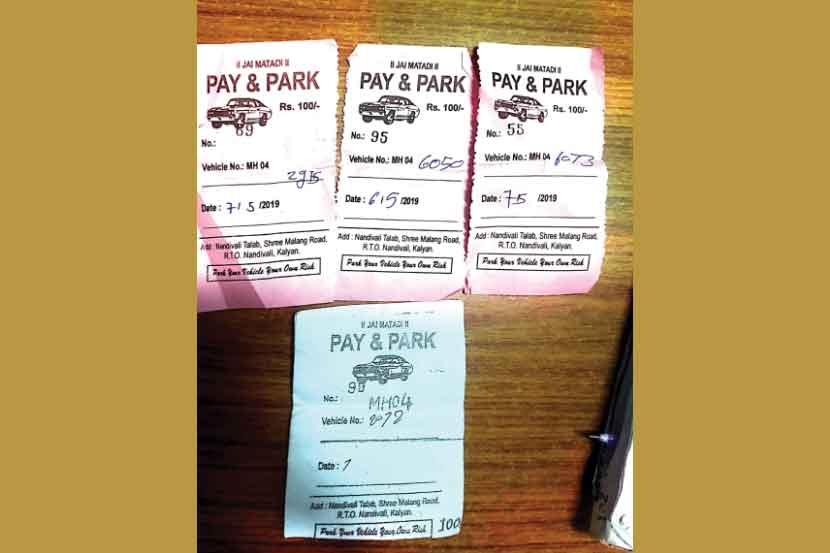 ॥ JAI MATADI ॥
PAY & PARK
Rs. 100/-
69
No.:
Vehicle No.: MH 04
Date : 7/5 /2019
Add : Nandivali Talab, Shree Malang Road,
R.T.O. Nandivali, Kalyan.
Park Your Vehicle Your Own Risk
॥ JAI MATADI ॥
PAY & PARK
Rs. 100/-
No.: 95
Vehicle No.: MH 04 6050
Date : 6/5 /2019
Add : Nandivali Talab, Shree Malang Road,
R.T.O. Nandivali, Kalyan.
Park Your Vehicle Your Own Risk
॥ JAI MATADI ॥
PAY & PARK
Rs. 100/-
55
No.:
Vehicle No.: MH 04 6073
Date : 7/5 /2019
Add : Nandivali Talab, Shree Malang Road,
R.T.O. Nandivali, Kalyan.
Park Your Vehicle Your Own Risk
॥ JAI MATADI ॥
PAY & PARK
No.:
MH04
Vehicle No.: 2072
Date :
Add : Nandivali Talab, Shree Malang Road,
R.T.O. Nandivali, Kalyan.
Park Your Vehicle Your Own Risk 100